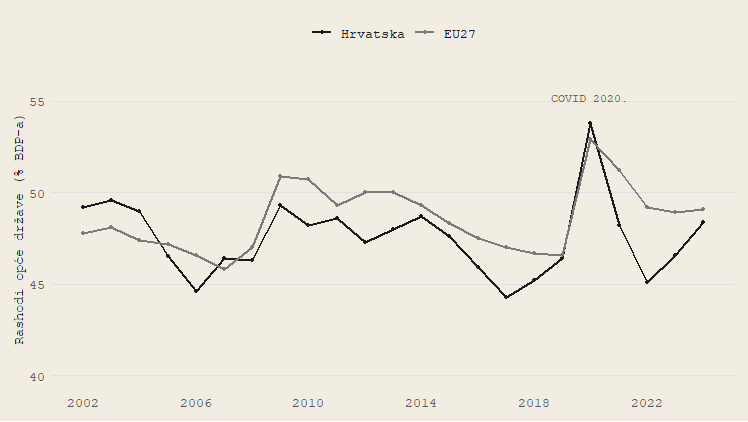 Hrvatska EU27
COVID 2020.
Rashodi opće države (% BDP-a)
55
50
45
40
2002 2006 2010 2014 2018 2022